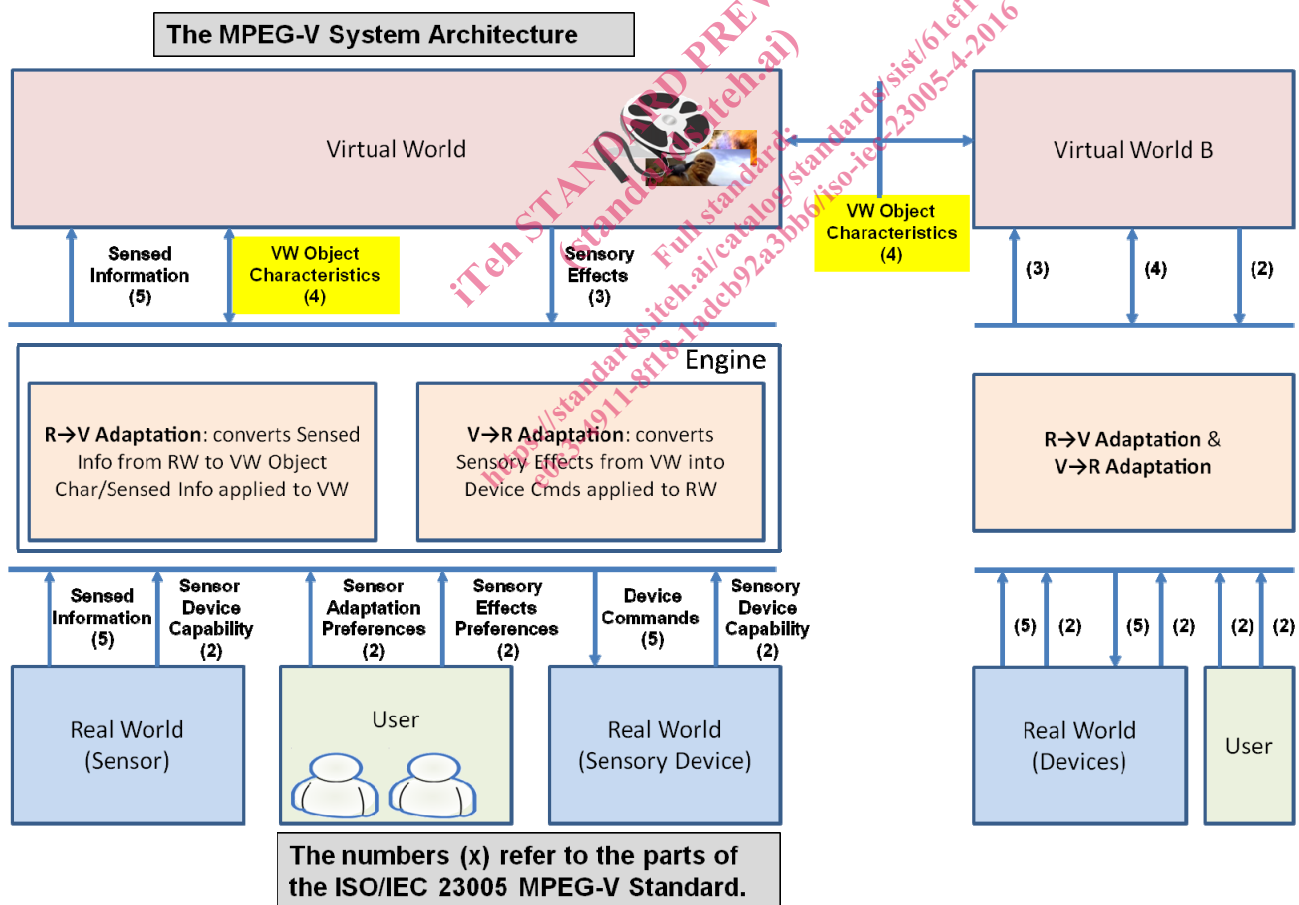 The MPEG-V System Architecture
Virtual World
Virtual World B
VW Object
Characteristics
(4)
Sensed
Information
(5)
VW Object
Characteristics
(4)
Sensory
Effects
(3)
(3)
(4)
(2)
Engine
R→V Adaptation: converts Sensed
Info from RW to VW Object
Char/Sensed Info applied to VW
V→R Adaptation: converts
Sensory Effects from VW into
Device Cmds applied to RW
R→V Adaptation &
V→R Adaptation
Sensed
Information
(5)
Sensor
Device
Capability
(2)
Sensor
Adaptation
Preferences
(2)
Sensory
Effects
Preferences
(2)
Device
Commands
(5)
Sensory
Device
Capability
(2)
(5)
(2)
(5)
(2)
(2)
(2)
Real World
(Sensor)
User
Real World
(Sensory Device)
Real World
(Devices)
User
The numbers (x) refer to the parts of
the ISO/IEC 23005 MPEG-V Standard.
iTeh STANDARD PREV
(standards.iteh.ai)
Full standard:
https://standards.iteh.ai/catalog/standards/sist/61ef1
4911-8f18-1adcb92a3bb6/iso-iec-23005-4-2016